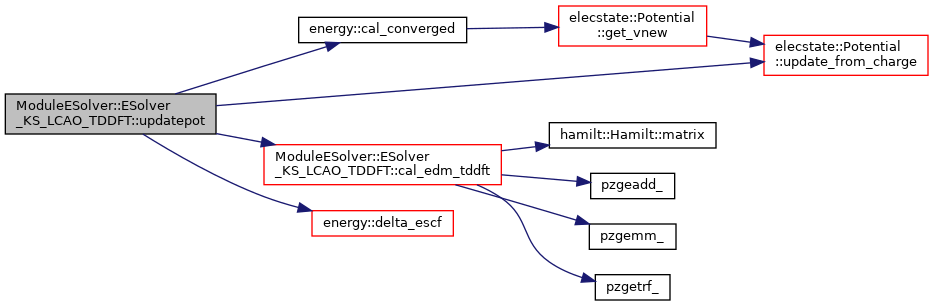 ModuleESolver::ESolver
_KS_LCAO_TDDFT::updatepot
energy::cal_converged
elecstate::Potential
::get_vnew
elecstate::Potential
::update_from_charge
ModuleESolver::ESolver
_KS_LCAO_TDDFT::cal_edm_tddft
hamilt::Hamilt::matrix
pzgeadd_
pzgemm_
pzgetrf_
energy::delta_escf